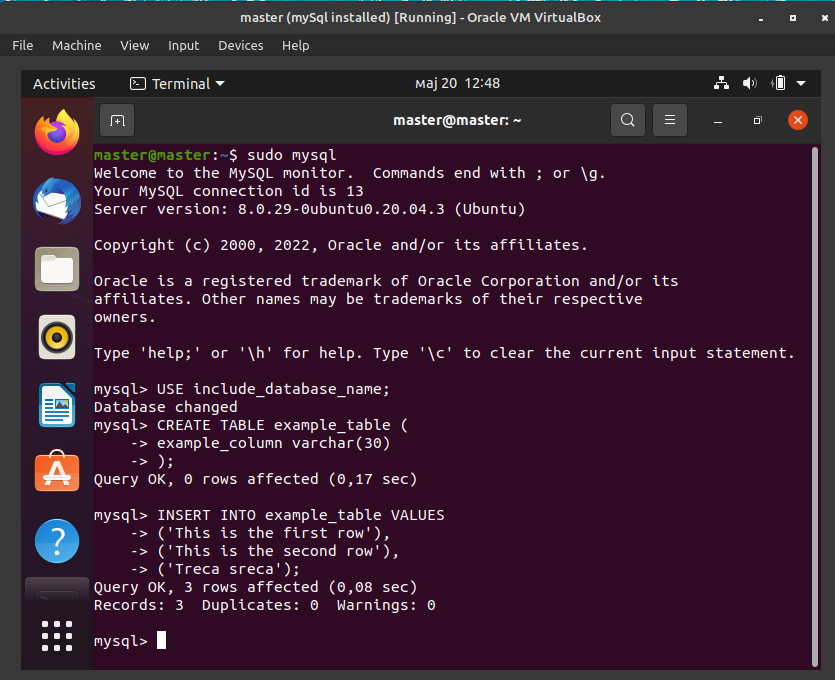 master (mySql installed) [Running] - Oracle VM VirtualBox
File Machine View Input Devices Help
Activities Terminal мај 20 12:48
master@master: ~
master@master:~$ sudo mysql
Welcome to the MySQL monitor.  Commands end with ; or \g.
Your MySQL connection id is 13
Server version: 8.0.29-0ubuntu0.20.04.3 (Ubuntu)
Copyright (c) 2000, 2022, Oracle and/or its affiliates.
Oracle is a registered trademark of Oracle Corporation and/or its
affiliates. Other names may be trademarks of their respective
owners.
Type 'help;' or '\h' for help. Type '\c' to clear the current input statement.
mysql> USE include_database_name;
Database changed
mysql> CREATE TABLE example_table (
    -> example_column varchar(30)
    -> );
Query OK, 0 rows affected (0,17 sec)
mysql> INSERT INTO example_table VALUES
    -> ('This is the first row'),
    -> ('This is the second row'),
    -> ('Treca sreca');
Query OK, 3 rows affected (0,08 sec)
Records: 3  Duplicates: 0  Warnings: 0
mysql>